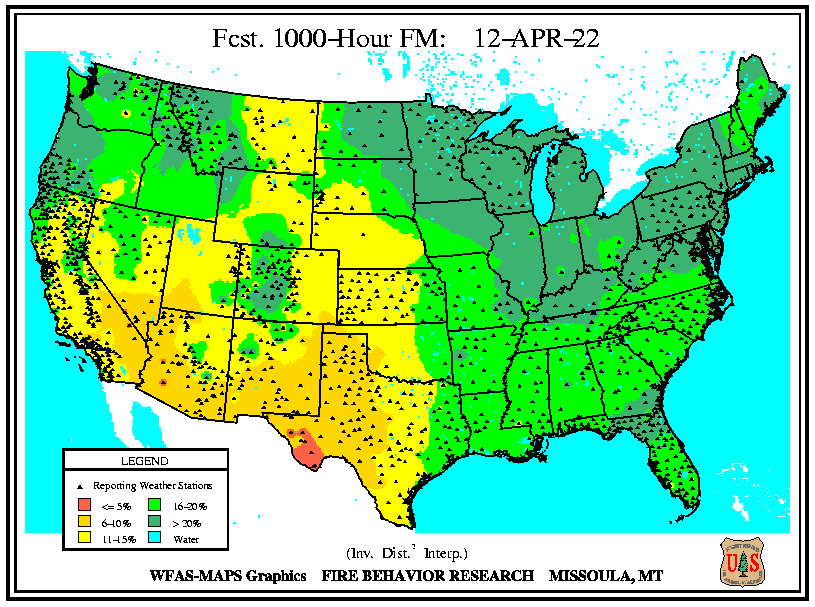 Fcst. 1000-Hour FM: 12-APR-22
LEGEND
Reporting Weather Stations
<= 5% 16-20%
6-10% > 20%
11-15% Water
(Inv. Dist.² Interp.)
WFAS-MAPS Graphics FIRE BEHAVIOR RESEARCH MISSOULA, MT
U S